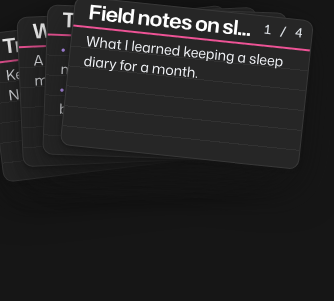 Field notes on sl...
1 / 4
What I learned keeping a sleep
diary for a month.
T
W
A